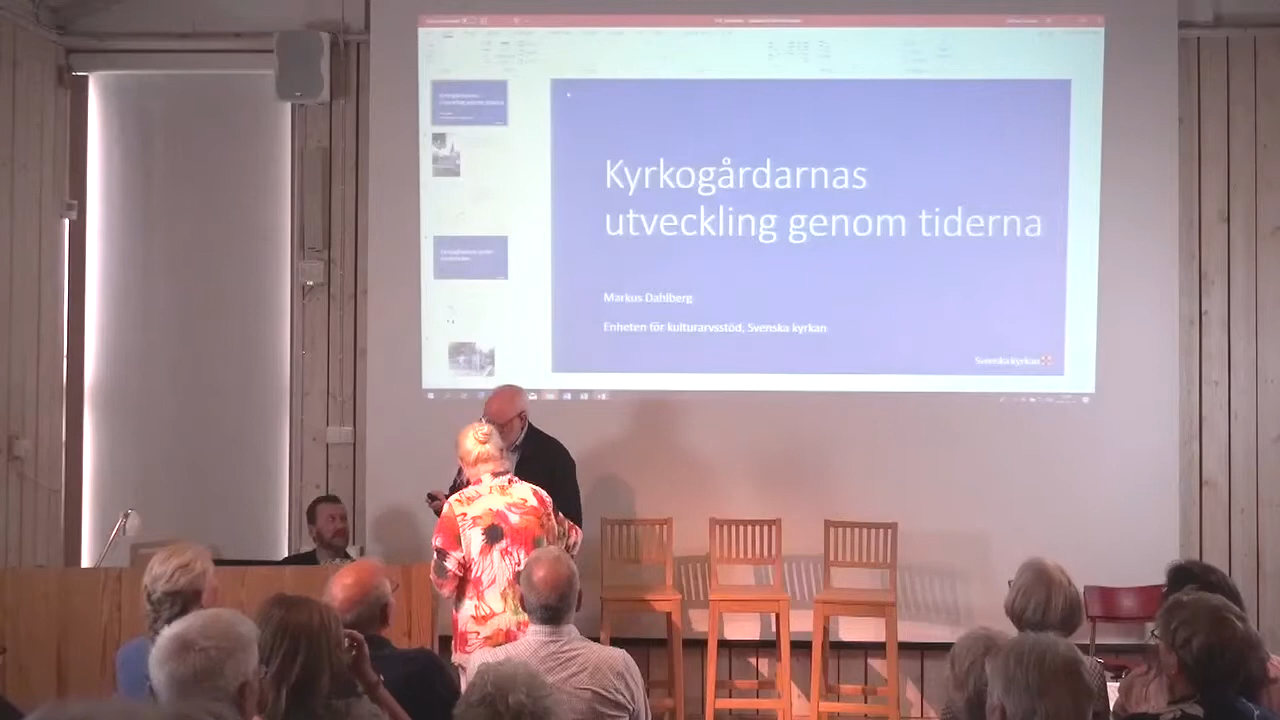 Kyrkogårdarnas
utveckling genom tiderna
Markus Dahlberg
Enheten för kulturarvsstöd, Svenska kyrkan
Svenska kyrkan